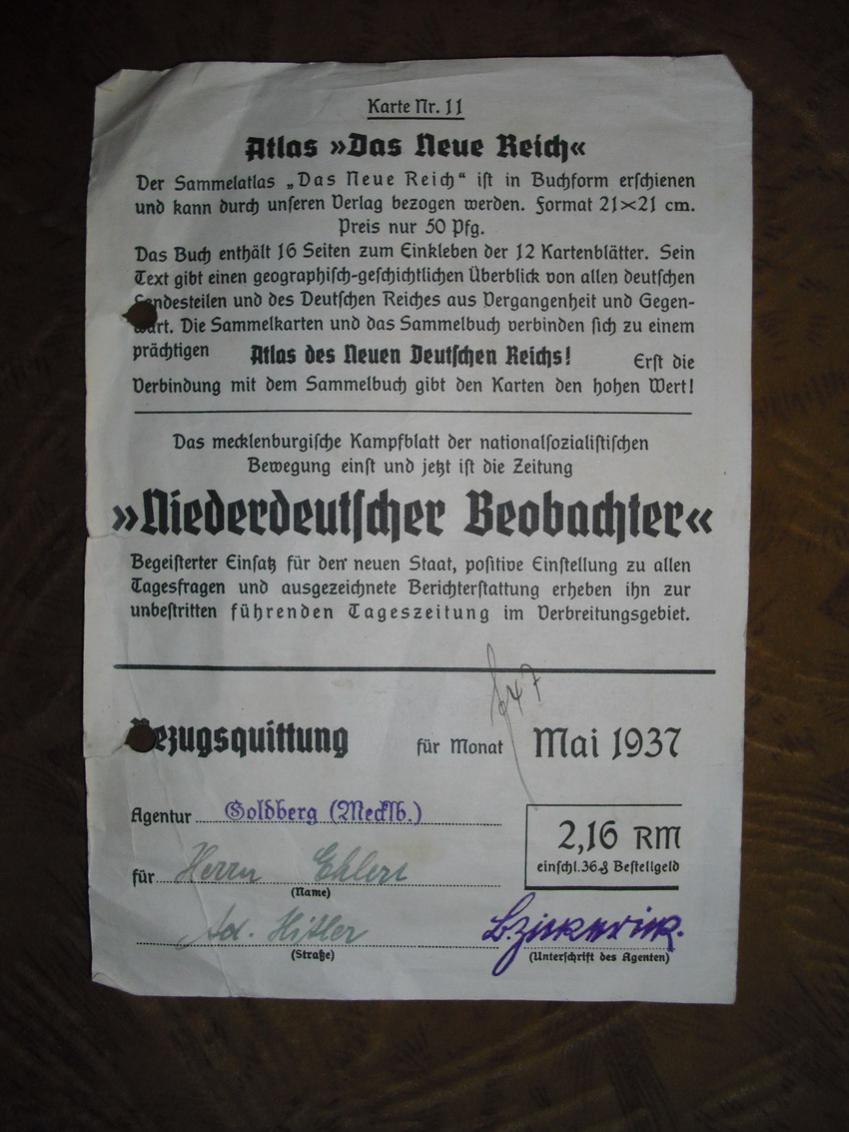 Karte Nr. 11
Atlas »Das Neue Reich«
Der Sammelatlas „Das Neue Reich“ ist in Buchform erschienen
und kann durch unseren Verlag bezogen werden. Format 21×21 cm.
Preis nur 50 Pfg.
Das Buch enthält 16 Seiten zum Einkleben der 12 Kartenblätter. Sein
Text gibt einen geographisch-geschichtlichen Überblick von allen deutschen
Landesteilen und des Deutschen Reiches aus Vergangenheit und Gegen-
wart. Die Sammelkarten und das Sammelbuch verbinden sich zu einem
prächtigen Atlas des Neuen Deutschen Reichs! Erst die
Verbindung mit dem Sammelbuch gibt den Karten den hohen Wert!
Das mecklenburgische Kampfblatt der nationalsozialistischen
Bewegung einst und jetzt ist die Zeitung
»Niederdeutscher Beobachter«
Begeisterter Einsatz für den neuen Staat, positive Einstellung zu allen
Tagesfragen und ausgezeichnete Berichterstattung erheben ihn zur
unbestritten führenden Tageszeitung im Verbreitungsgebiet.
Bezugsquittung für Monat Mai 1937
Agentur Goldberg (Mecklb.)
2,16 RM
einschl. 36 ₰ Bestellgeld
für Herrn Ehlers
(Name)
Ad. Hitler
(Straße)
(Unterschrift des Agenten)